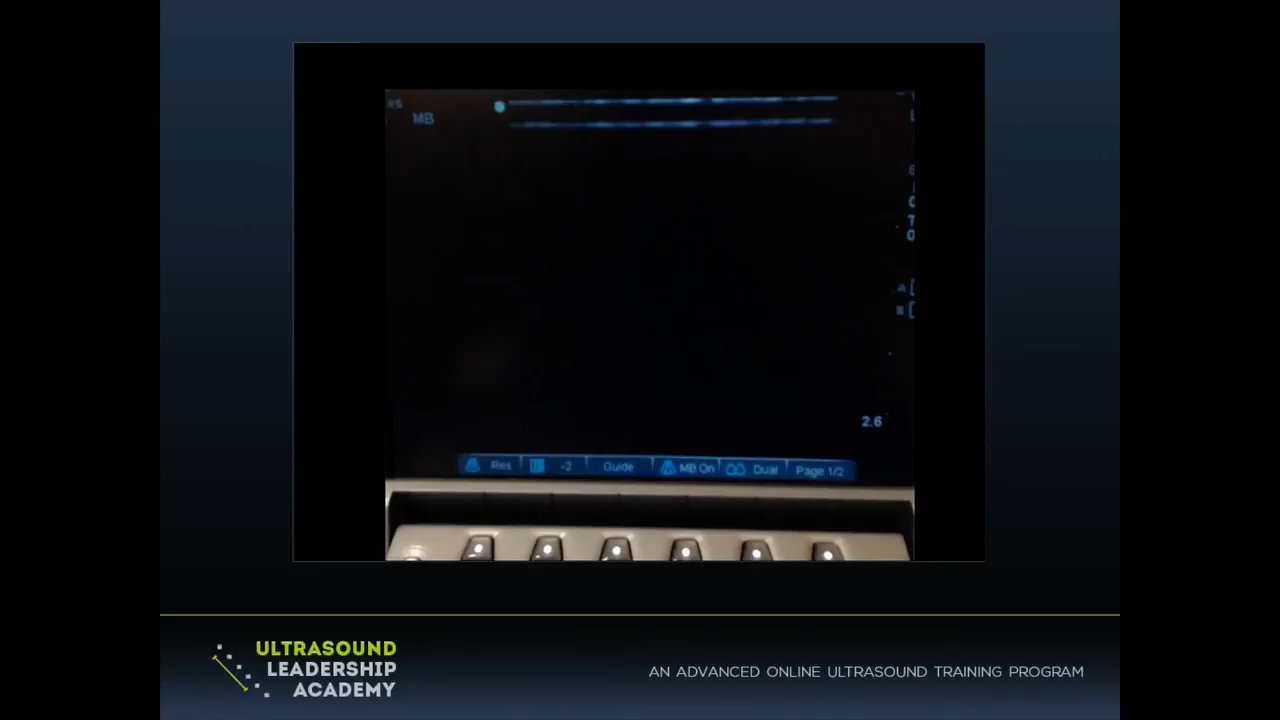 MB
A
B
2.6
Res -2 Guide MB On Dual Page 1/2
ULTRASOUND
LEADERSHIP
ACADEMY
AN ADVANCED ONLINE ULTRASOUND TRAINING PROGRAM